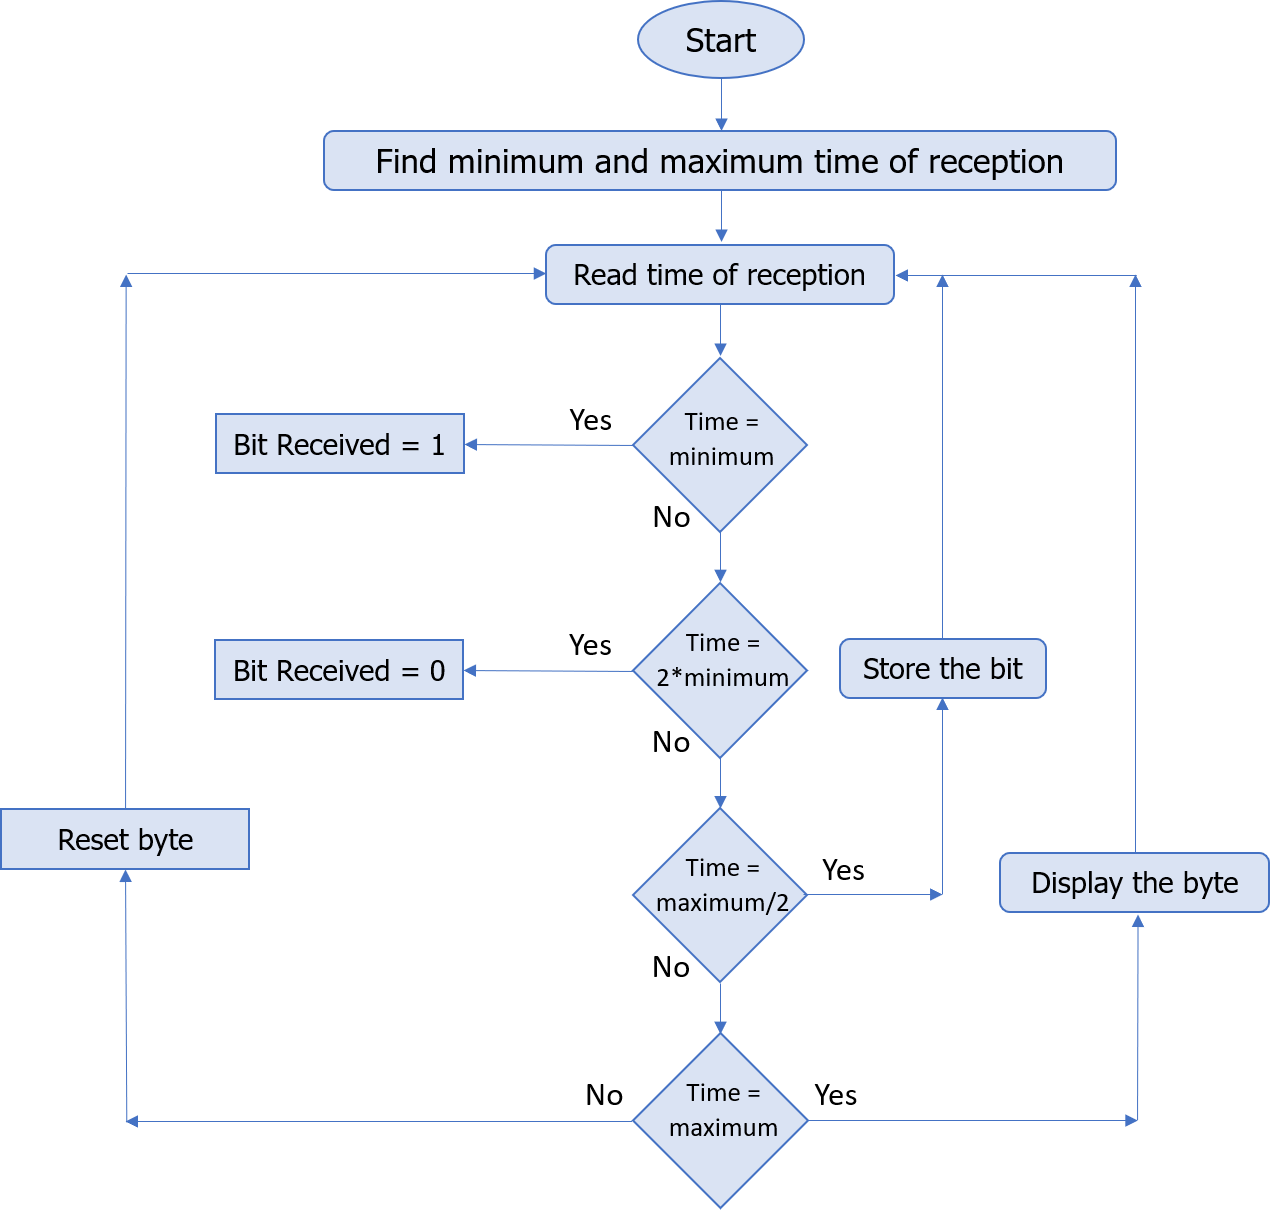 Start
Find minimum and maximum time of reception
Read time of reception
Yes
Time =
minimum
Bit Received = 1
No
Yes
Time =
2*minimum
Bit Received = 0
Store the bit
No
Reset byte
Time =
maximum/2
Yes
Display the byte
No
No
Time =
maximum
Yes